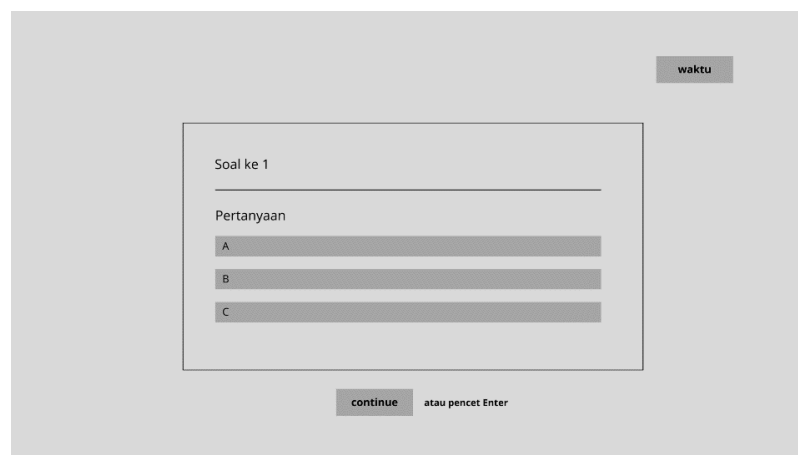 waktu
Soal ke 1
Pertanyaan
A
B
C
continue atau pencet Enter